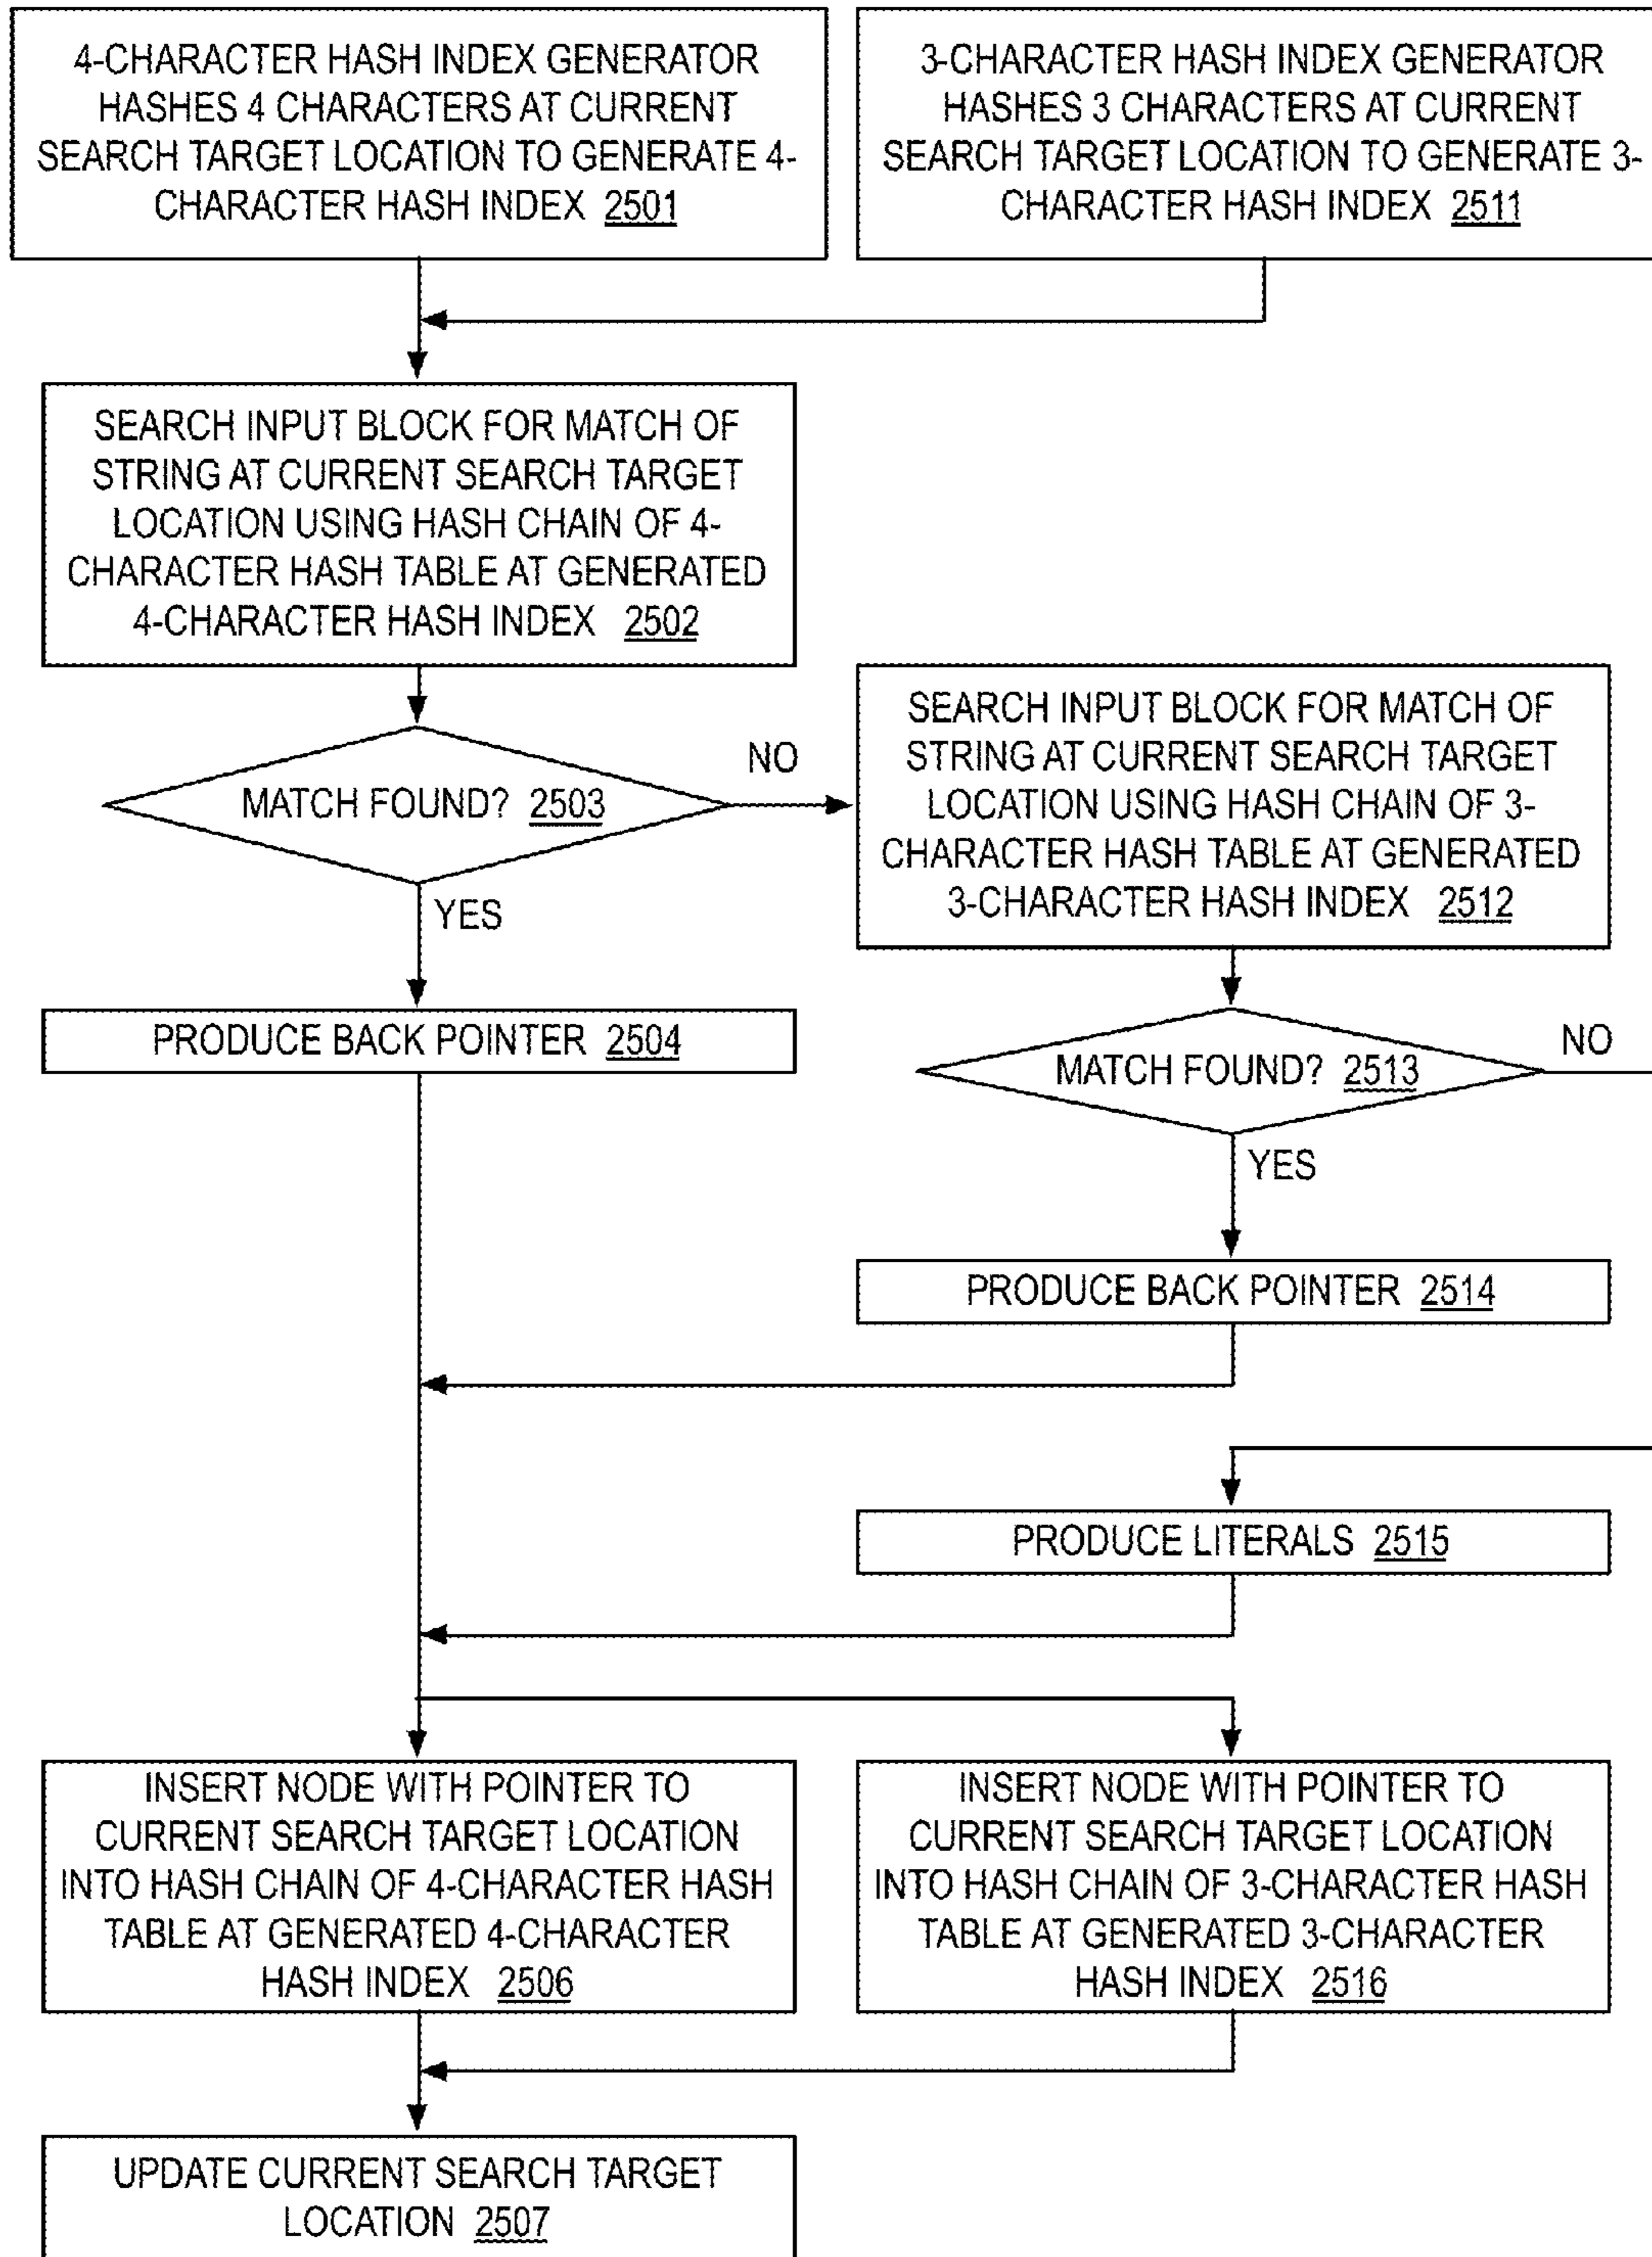 4-CHARACTER HASH INDEX GENERATOR
HASHES 4 CHARACTERS AT CURRENT
SEARCH TARGET LOCATION TO GENERATE 4-
CHARACTER HASH INDEX 2501
3-CHARACTER HASH INDEX GENERATOR
HASHES 3 CHARACTERS AT CURRENT
SEARCH TARGET LOCATION TO GENERATE 3-
CHARACTER HASH INDEX 2511
SEARCH INPUT BLOCK FOR MATCH OF
STRING AT CURRENT SEARCH TARGET
LOCATION USING HASH CHAIN OF 4-
CHARACTER HASH TABLE AT GENERATED
4-CHARACTER HASH INDEX 2502
MATCH FOUND? 2503
NO
YES
SEARCH INPUT BLOCK FOR MATCH OF
STRING AT CURRENT SEARCH TARGET
LOCATION USING HASH CHAIN OF 3-
CHARACTER HASH TABLE AT GENERATED
3-CHARACTER HASH INDEX 2512
PRODUCE BACK POINTER 2504
MATCH FOUND? 2513
NO
YES
PRODUCE BACK POINTER 2514
PRODUCE LITERALS 2515
INSERT NODE WITH POINTER TO
CURRENT SEARCH TARGET LOCATION
INTO HASH CHAIN OF 4-CHARACTER HASH
TABLE AT GENERATED 4-CHARACTER
HASH INDEX 2506
INSERT NODE WITH POINTER TO
CURRENT SEARCH TARGET LOCATION
INTO HASH CHAIN OF 3-CHARACTER HASH
TABLE AT GENERATED 3-CHARACTER
HASH INDEX 2516
UPDATE CURRENT SEARCH TARGET
LOCATION 2507